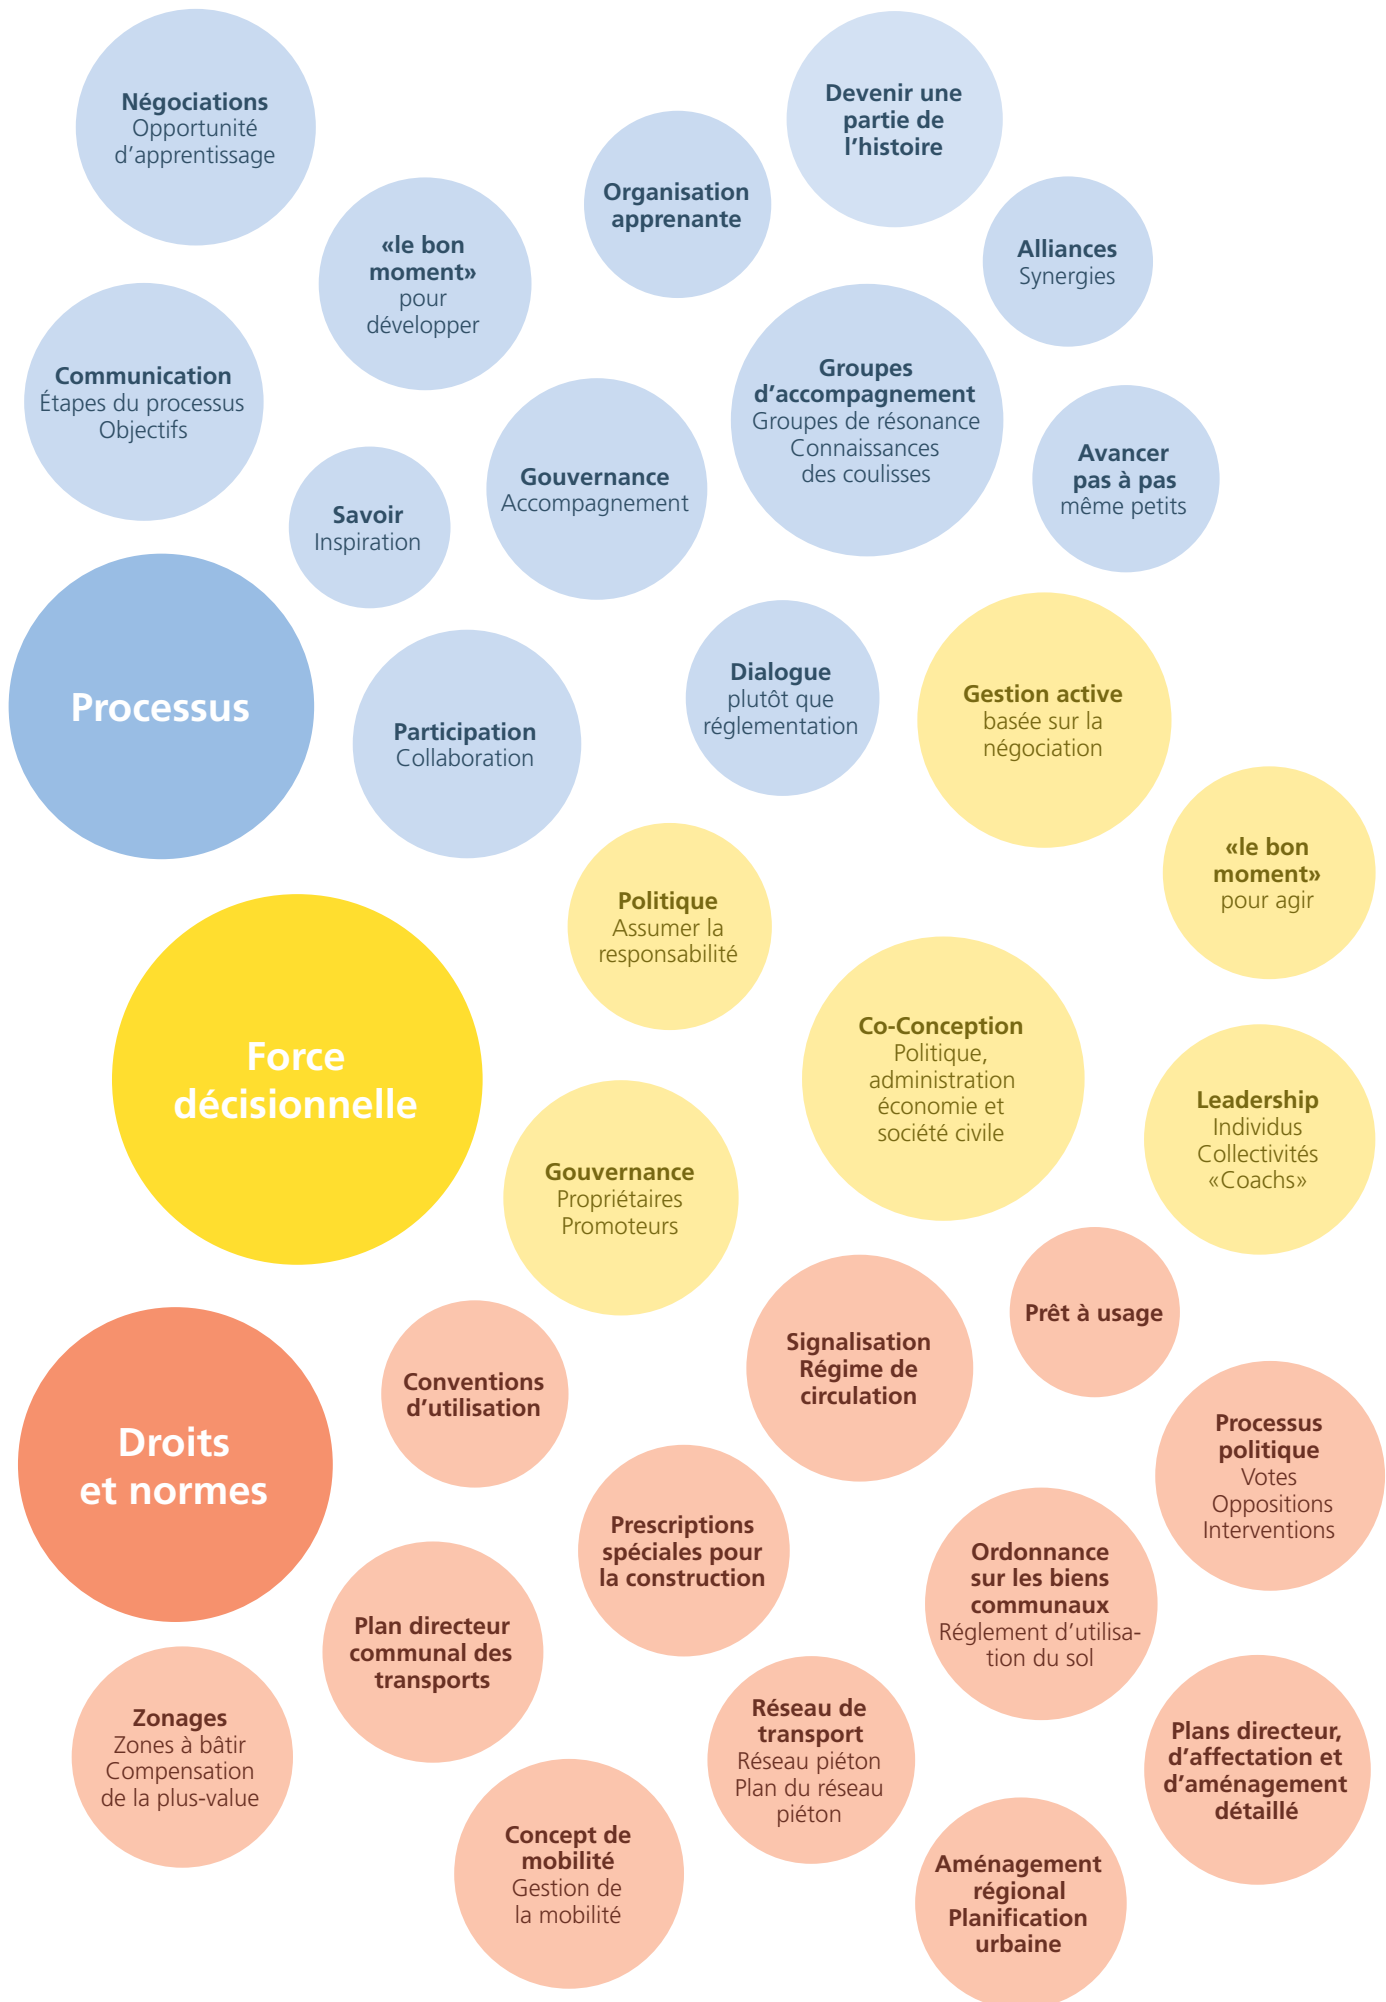 Négociations
Opportunité
d’apprentissage
Devenir une
partie de
l’histoire
Organisation
apprenante
«le bon
moment»
pour
développer
Alliances
Synergies
Communication
Étapes du processus
Objectifs
Groupes
d’accompagnement
Groupes de résonance
Connaissances
des coulisses
Gouvernance
Accompagnement
Avancer
pas à pas
même petits
Savoir
Inspiration
Processus
Participation
Collaboration
Dialogue
plutôt que
réglementation
Gestion active
basée sur la
négociation
«le bon
moment»
pour agir
Politique
Assumer la
responsabilité
Force
décisionnelle
Co-Conception
Politique,
administration
économie et
société civile
Leadership
Individus
Collectivités
«Coachs»
Gouvernance
Propriétaires
Promoteurs
Prêt à usage
Signalisation
Régime de
circulation
Conventions
d’utilisation
Droits
et normes
Processus
politique
Votes
Oppositions
Interventions
Prescriptions
spéciales pour
la construction
Ordonnance
sur les biens
communaux
Réglement d’utilisa-
tion du sol
Plan directeur
communal des
transports
Zonages
Zones à bâtir
Compensation
de la plus-value
Réseau de
transport
Réseau piéton
Plan du réseau
piéton
Plans directeur,
d’affectation et
d’aménagement
détaillé
Concept de
mobilité
Gestion de
la mobilité
Aménagement
régional
Planification
urbaine